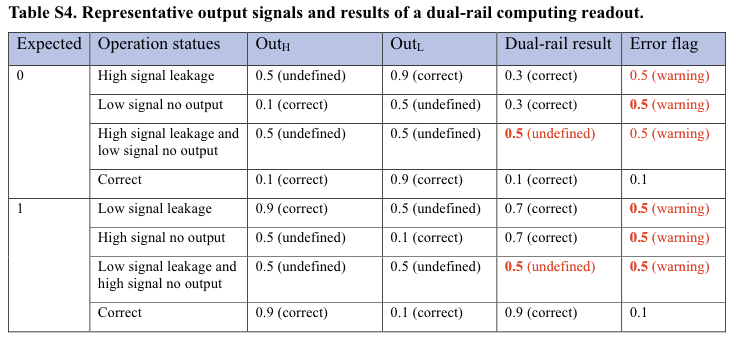 Table S4. Representative output signals and results of a dual-rail computing readout.
Expected Operation statues OutH OutL Dual-rail result Error flag
0 High signal leakage 0.5 (undefined) 0.9 (correct) 0.3 (correct) 0.5 (warning)
Low signal no output 0.1 (correct) 0.5 (undefined) 0.3 (correct) 0.5 (warning)
High signal leakage and 0.5 (undefined) 0.5 (undefined) 0.5 (undefined) 0.5 (warning)
low signal no output
Correct 0.1 (correct) 0.9 (correct) 0.1 (correct) 0.1
1 Low signal leakage 0.9 (correct) 0.5 (undefined) 0.7 (correct) 0.5 (warning)
High signal no output 0.5 (undefined) 0.1 (correct) 0.7 (correct) 0.5 (warning)
Low signal leakage and 0.5 (undefined) 0.5 (undefined) 0.5 (undefined) 0.5 (warning)
high signal no output
Correct 0.9 (correct) 0.1 (correct) 0.9 (correct) 0.1